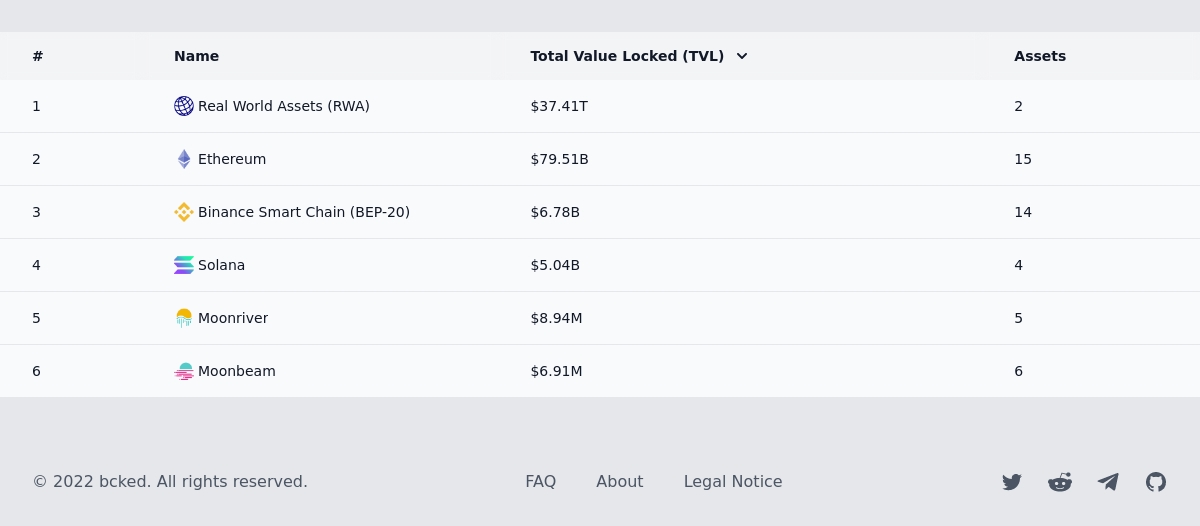 # Name Total Value Locked (TVL) Assets
1 Real World Assets (RWA) $37.41T 2
2 Ethereum $79.51B 15
3 Binance Smart Chain (BEP-20) $6.78B 14
4 Solana $5.04B 4
5 Moonriver $8.94M 5
6 Moonbeam $6.91M 6
© 2022 bcked. All rights reserved. FAQ About Legal Notice